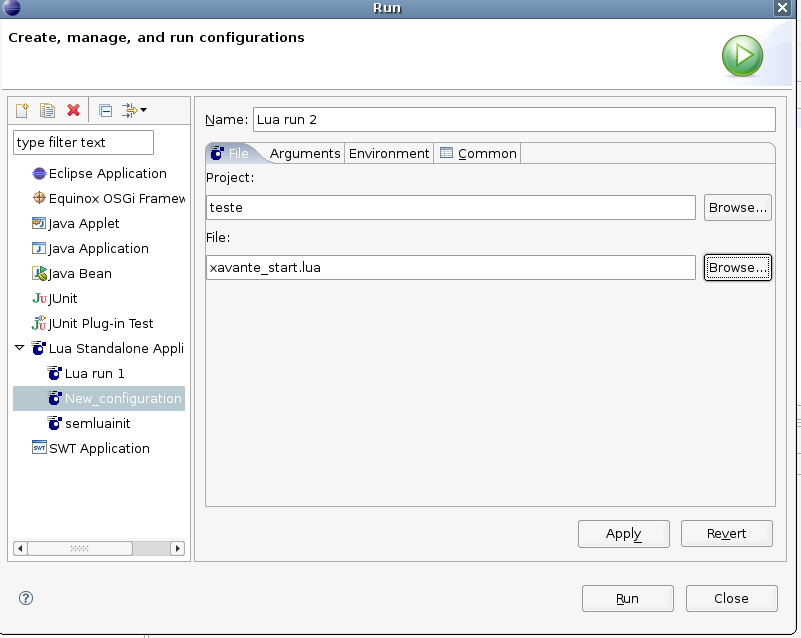 Run
Create, manage, and run configurations
type filter text
Eclipse Application
Equinox OSGi Framew
Java Applet
Java Application
Java Bean
Ju JUnit
JUnit Plug-in Test
Lua Standalone Appli
Lua run 1
New_configuration
semluainit
SWT SWT Application
Name: Lua run 2
File Arguments Environment Common
Project:
teste Browse...
File:
xavante_start.lua Browse...
Apply Revert
Run Close